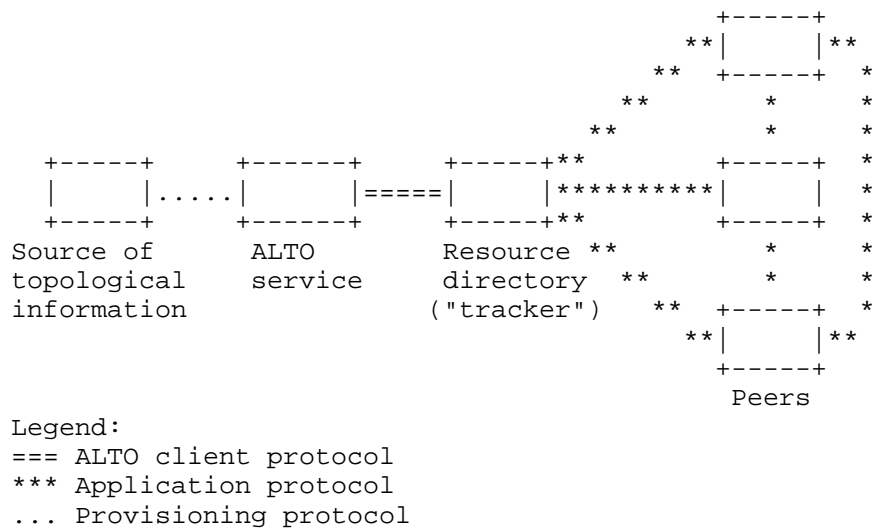 Source of ALTO Resource
topological service directory
information ("tracker")
Peers
Legend:
=== ALTO client protocol
*** Application protocol
... Provisioning protocol